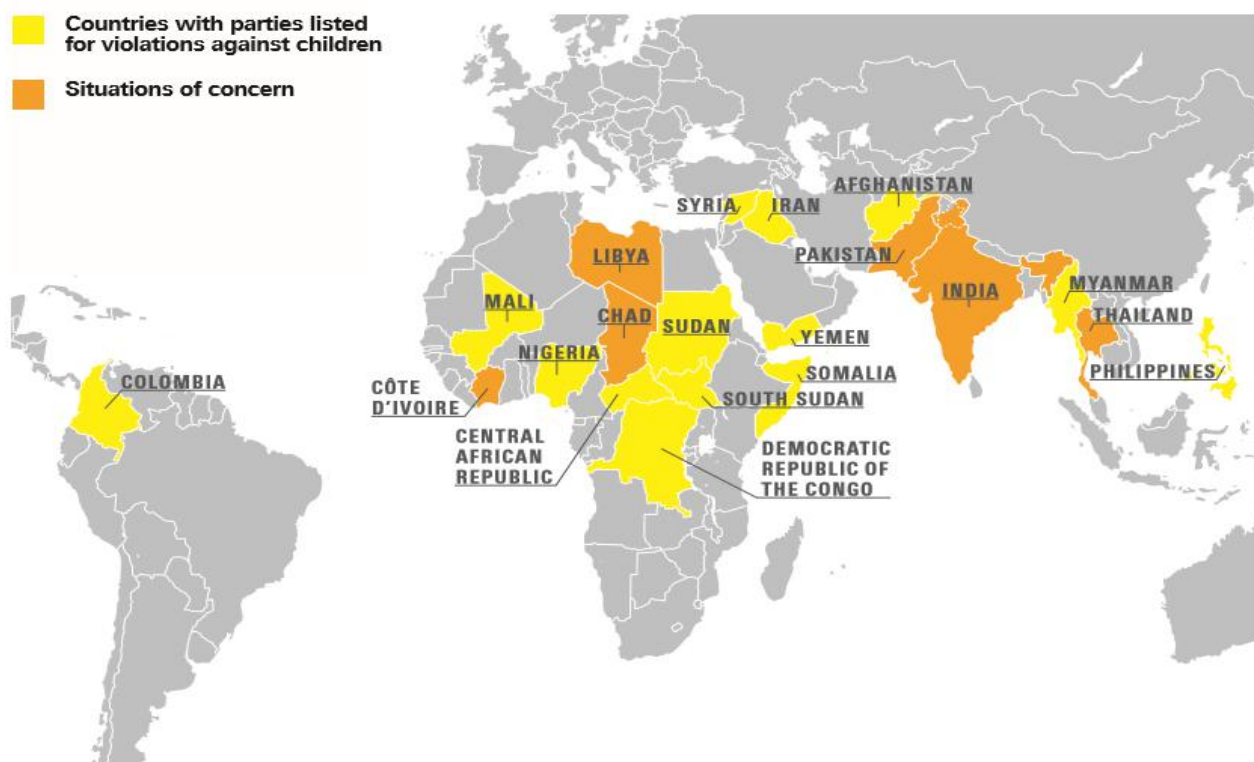 Countries with parties listed
for violations against children
Situations of concern
AFGHANISTAN
SYRIA
IRAN
PAKISTAN
LIBYA
INDIA
MYANMAR
MALI
CHAD
SUDAN
THAILAND
YEMEN
NIGERIA
SOMALIA
PHILIPPINES
COLOMBIA
CÔTE
D'IVOIRE
SOUTH SUDAN
CENTRAL
AFRICAN
REPUBLIC
DEMOCRATIC
REPUBLIC OF
THE CONGO